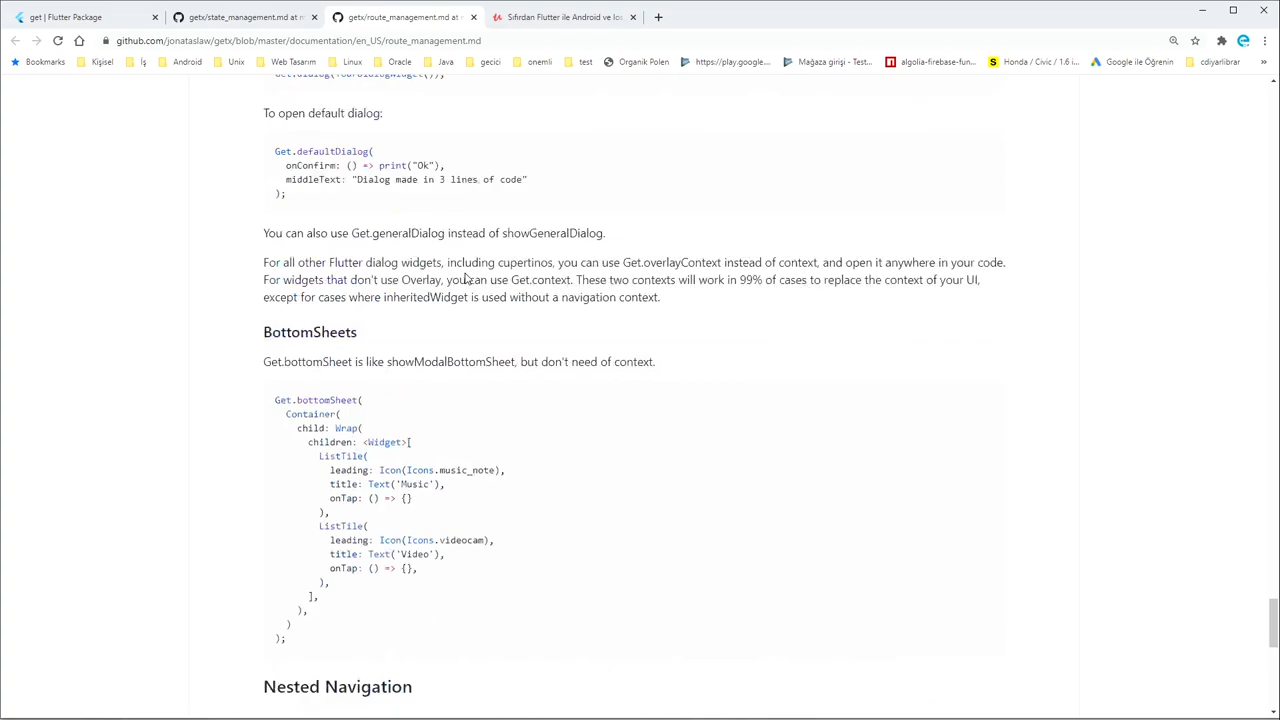 get | Flutter Package
getx/state_management.md at m
getx/route_management.md at m
Sıfırdan Flutter ile Android ve Ios
github.com/jonataslaw/getx/blob/master/documentation/en_US/route_management.md
Bookmarks
Kişisel
İş
Android
Unix
Web Tasarım
Linux
Oracle
Java
gecici
onemli
test
Organik Polen
https://play.google....
Mağaza girişi - Test...
algolia-firebase-fun...
Honda / Civic / 1.6 i...
Google ile Öğrenin
cdiyarlibrar
»
Get.dialog(YourDialogWidget());
To open default dialog:
Get.defaultDialog(
onConfirm: () => print("Ok"),
middleText: "Dialog made in 3 lines of code"
);
You can also use Get.generalDialog instead of showGeneralDialog.
For all other Flutter dialog widgets, including cupertinos, you can use Get.overlayContext instead of context, and open it anywhere in your code.
For widgets that don't use Overlay, you can use Get.context. These two contexts will work in 99% of cases to replace the context of your UI,
except for cases where inheritedWidget is used without a navigation context.
BottomSheets
Get.bottomSheet is like showModalBottomSheet, but don't need of context.
Get.bottomSheet(
Container(
child: Wrap(
children: <Widget>[
ListTile(
leading: Icon(Icons.music_note),
title: Text('Music'),
onTap: () => {}
),
ListTile(
leading: Icon(Icons.videocam),
title: Text('Video'),
onTap: () => {},
),
],
),
)
);
Nested Navigation